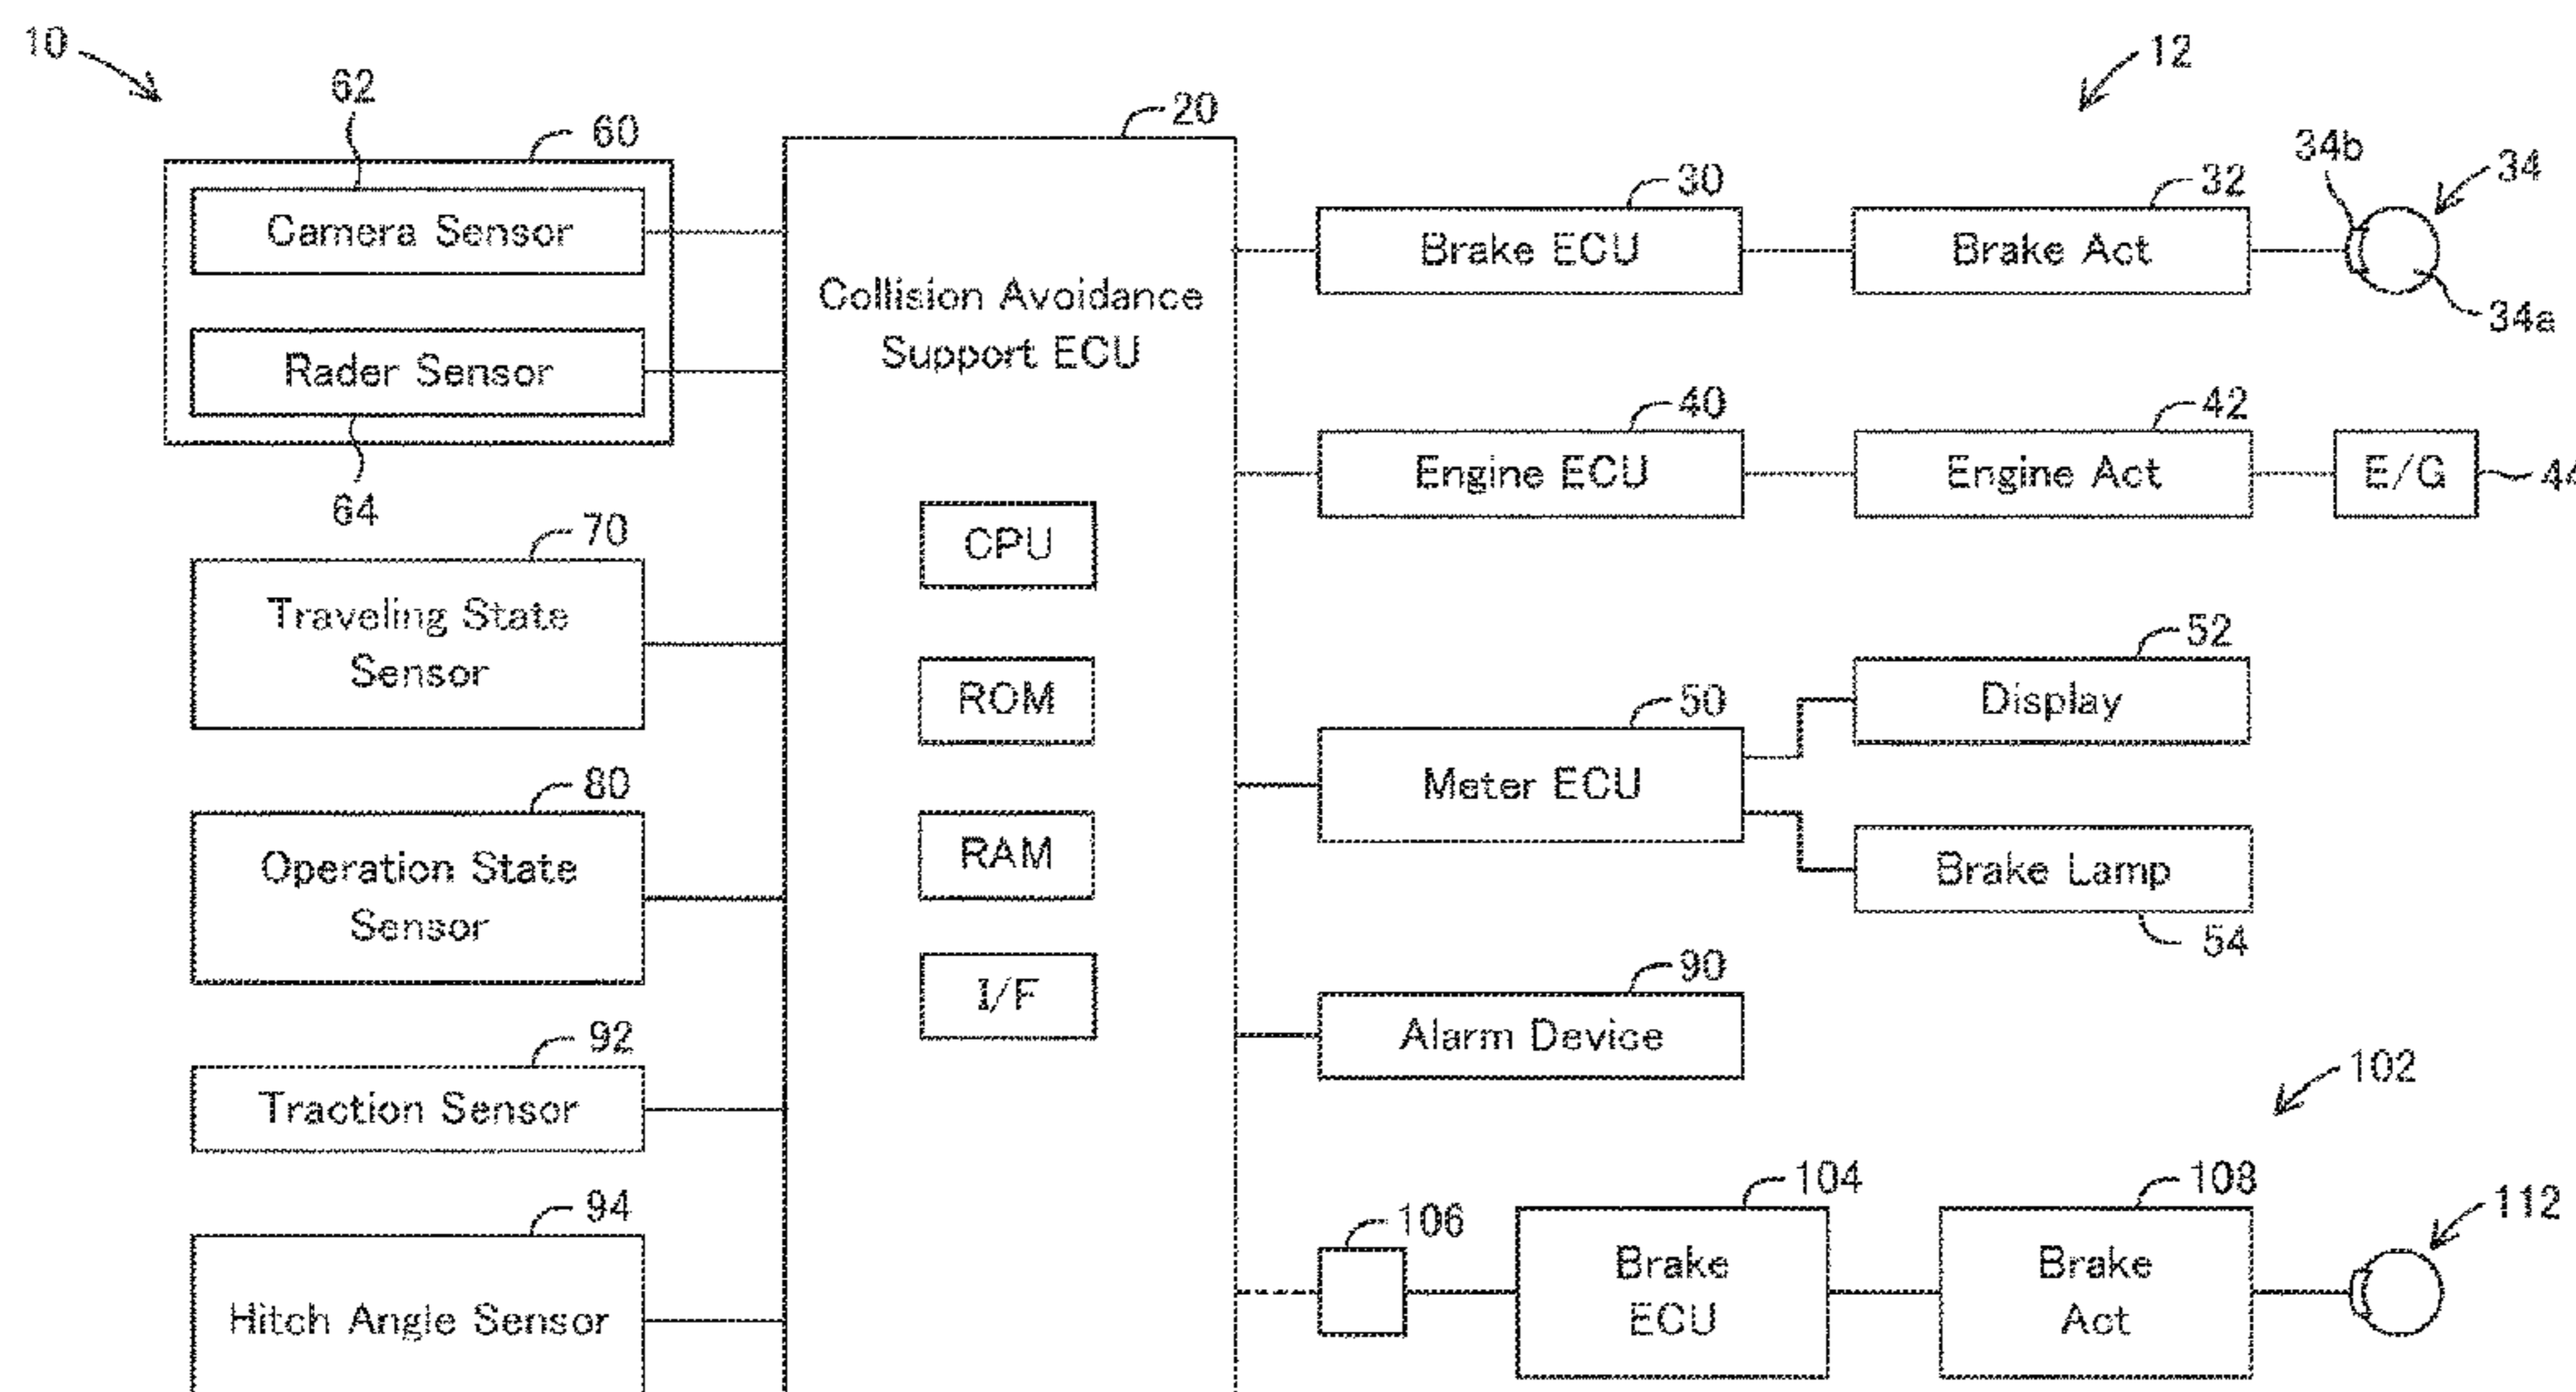 10
12
62
60
20
34b
34
30
32
Camera Sensor
Brake ECU
Brake Act
34a
Collision Avoidance
Support ECU
Rader Sensor
64
40
42
Engine ECU
Engine Act
E/G
70
CPU
Traveling State
Sensor
52
ROM
50
Display
80
Meter ECU
Operation State
Sensor
RAM
Brake Lamp
54
I/F
90
Alarm Device
92
102
Traction Sensor
104
108
112
94
106
Hitch Angle Sensor
Brake
ECU
Brake
Act